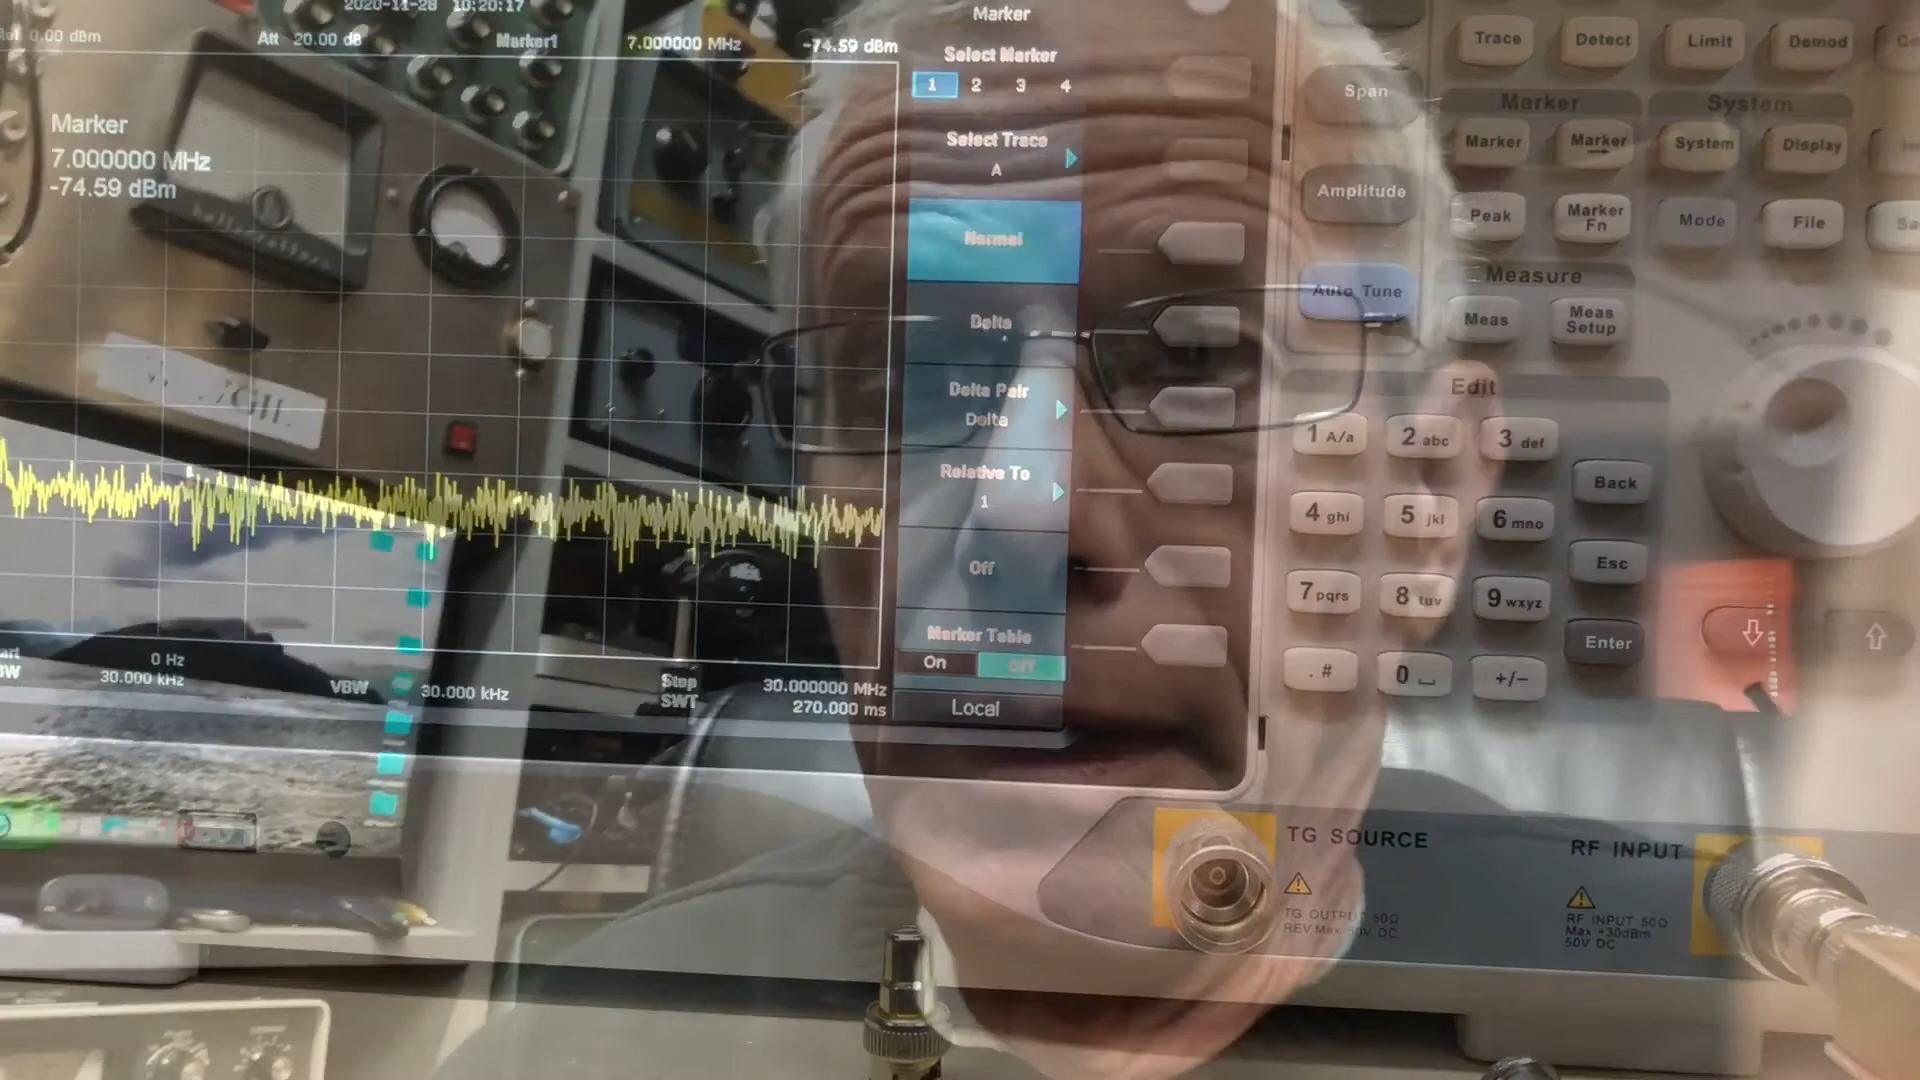 2020-11-28 10:20:17
0.00 dBm
Att 20.00 dB
Marker1
7.000000 MHz
-74.59 dBm
Marker
7.000000 MHz
-74.59 dBm
0 Hz
30.000 kHz
VBW
30.000 kHz
Stop
SWT
30.000000 MHz
270.000 ms
Marker
Select Marker
1 2 3 4
Select Trace
A
Normal
Delta
Delta Pair
Delta
Relative To
1
Off
Marker Table
On Off
Local
Span
Amplitude
Auto Tune
Trace
Detect
Limit
Demod
Marker
System
Marker
Marker
System
Display
Peak
Marker
Fn
Mode
File
Measure
Meas
Meas
Setup
Edit
1 A/a
2 abc
3 def
Back
4 ghi
5 jkl
6 mno
Esc
7 pqrs
8 tuv
9 wxyz
Enter
. #
0
+/-
TG SOURCE
TG OUTPUT 50Ω
REV Max 50V DC
RF INPUT
RF INPUT 50Ω
Max +30dBm
50V DC